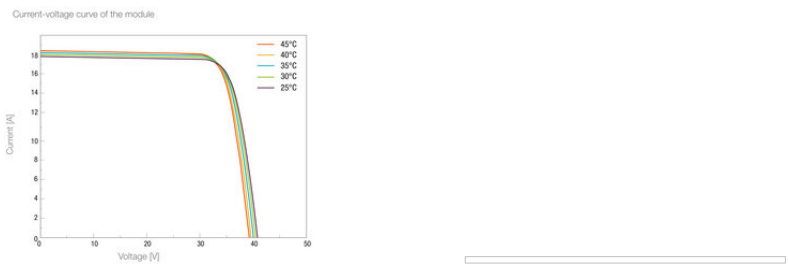 Current-voltage curve of the module
45°C
40°C
35°C
30°C
25°C
18
16
14
12
10
8
6
4
2
0
0
10
20
30
40
50
Current [A]
Voltage [V]